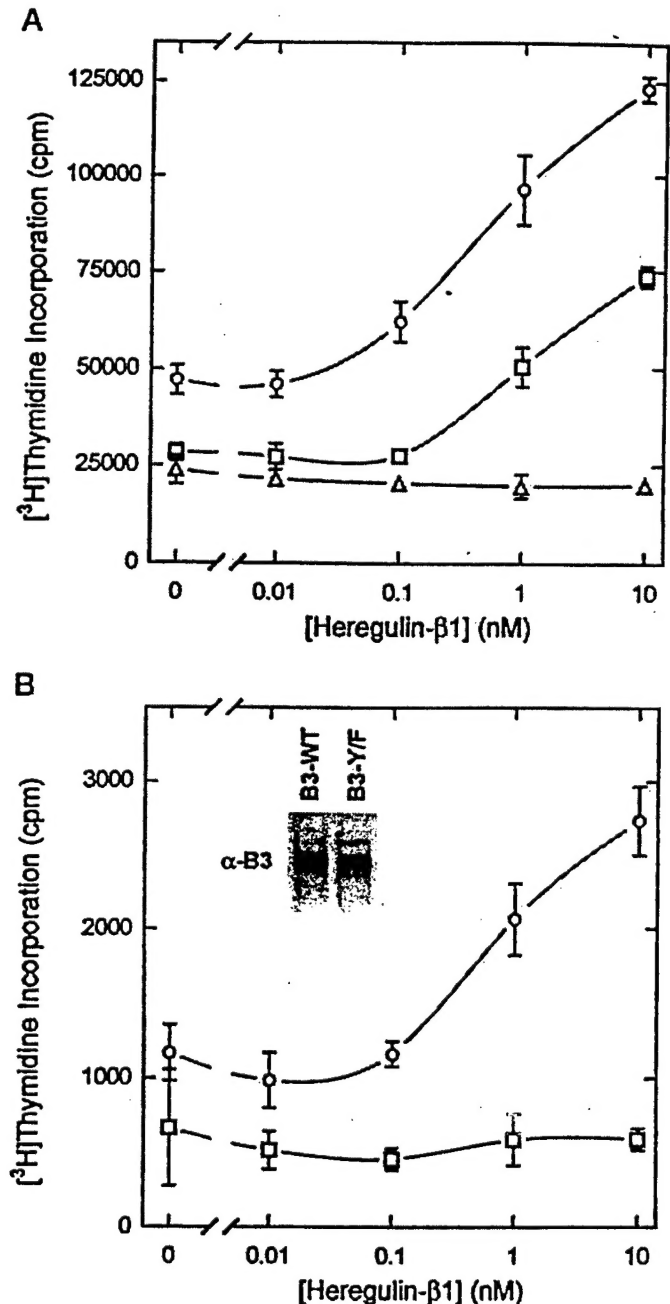 A
[³H]Thymidine Incorporation (cpm)
125000
100000
75000
50000
25000
0
0 0.01 0.1 1 10
[Heregulin-β1] (nM)
B
[³H]Thymidine Incorporation (cpm)
3000
2000
1000
0
B3-WT
B3-Y/F
α-B3
0 0.01 0.1 1 10
[Heregulin-β1] (nM)